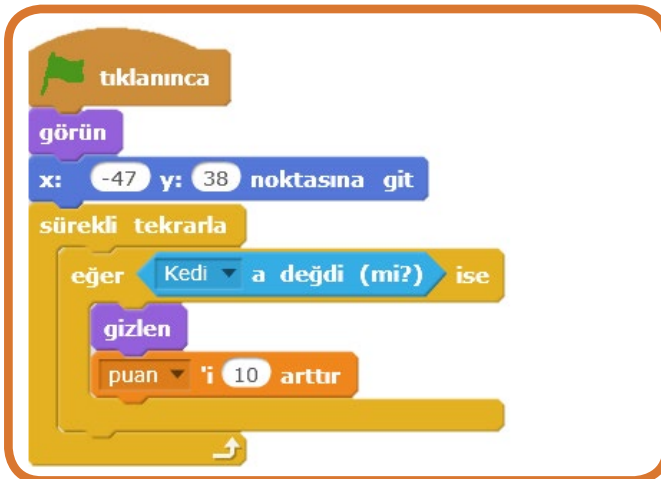 tıklanınca
görün
x: -47 y: 38 noktasına git
sürekli tekrarla
eğer Kedi a değdi (mi?) ise
gizlen
puan 'i 10 arttır